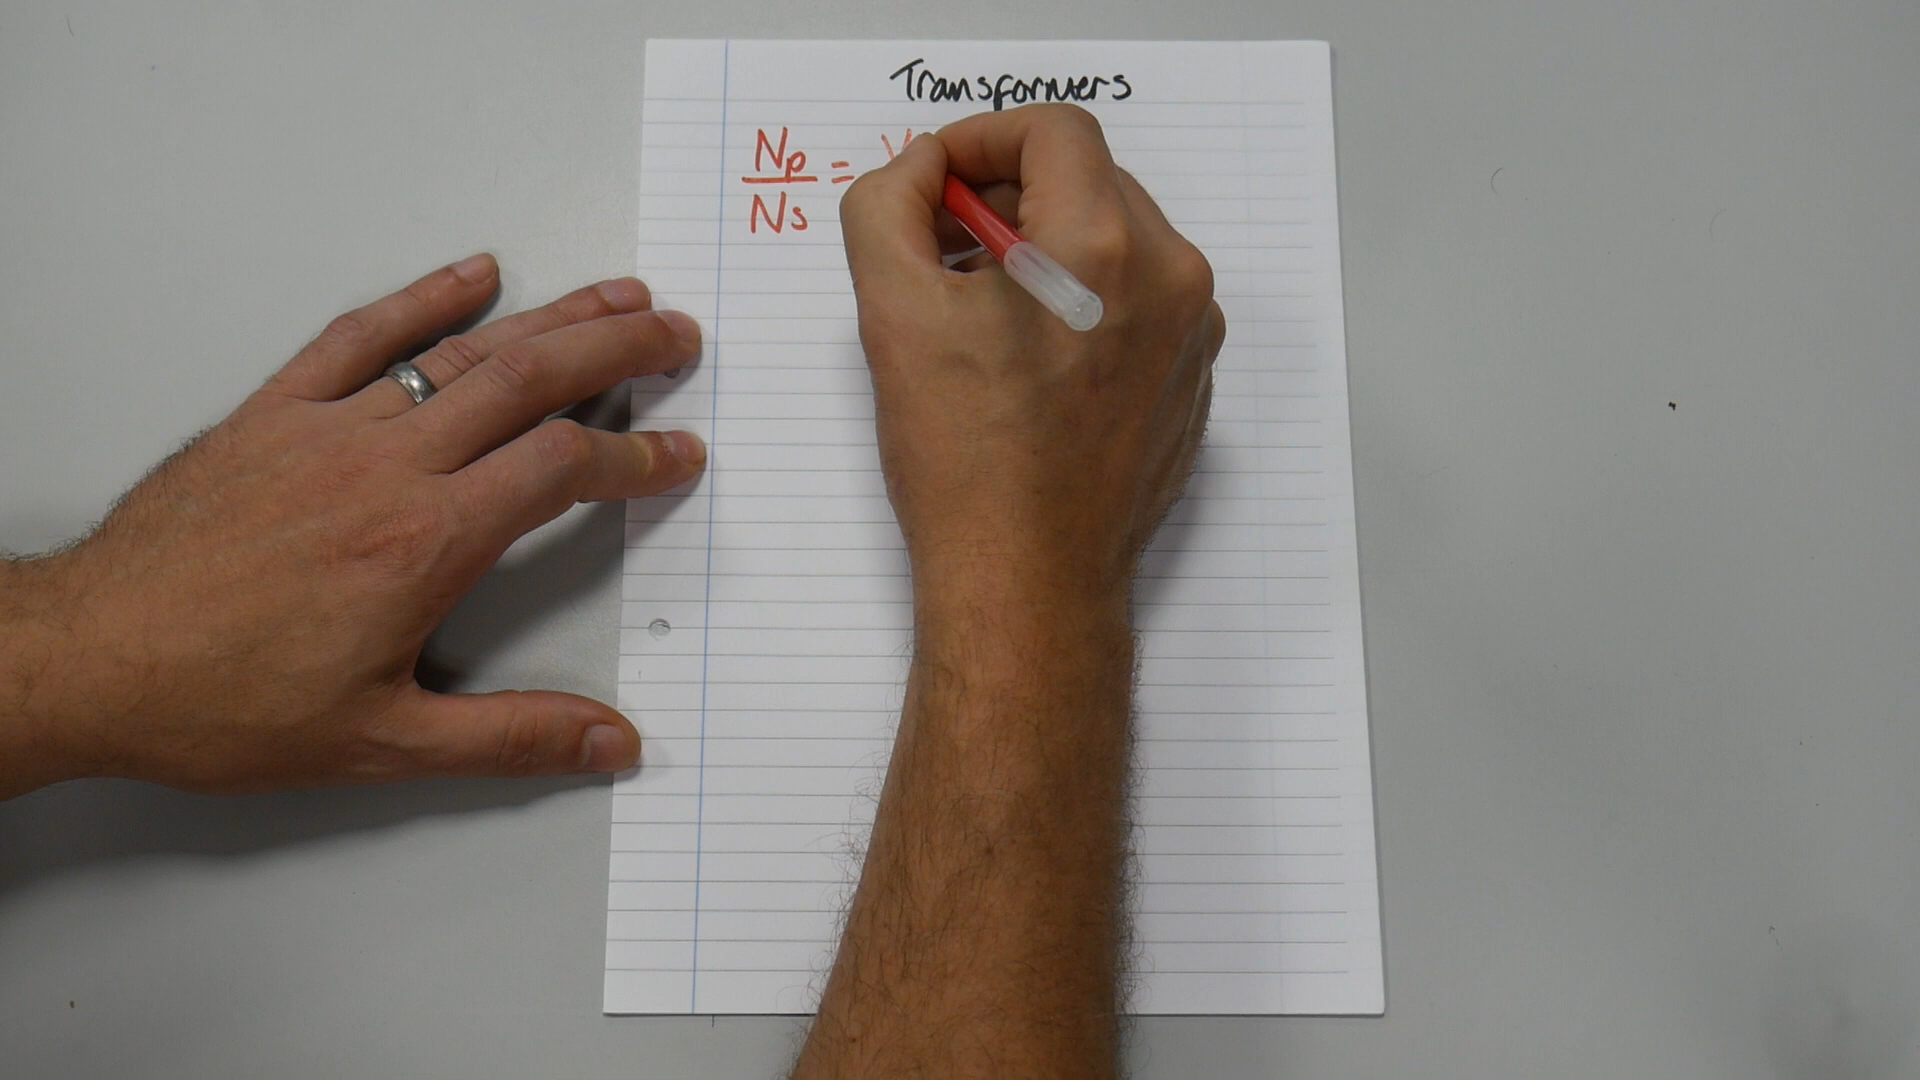 Transformers
Np = V
Ns